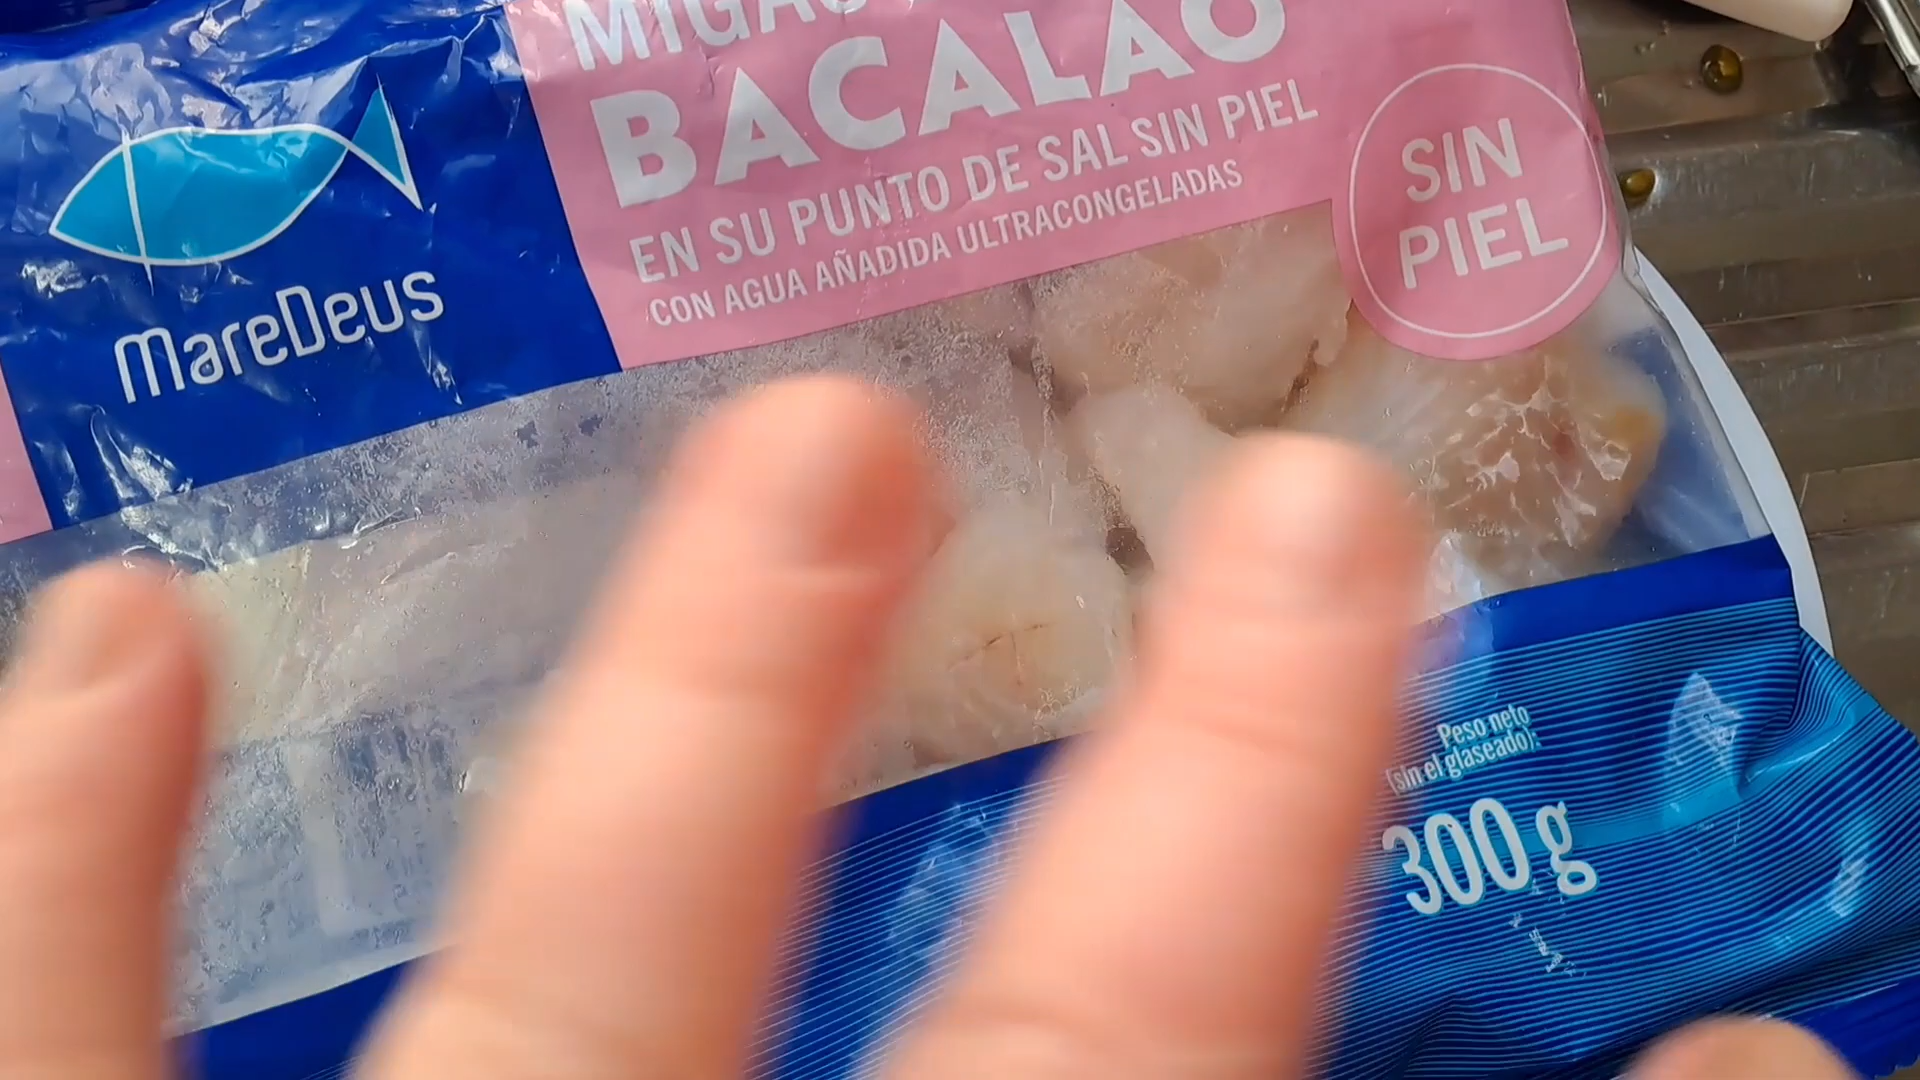 MIGAS
BACALAO
EN SU PUNTO DE SAL SIN PIEL
CON AGUA AÑADIDA ULTRACONGELADAS
SIN
PIEL
MareDeus
Peso neto
(sin el glaseado):
300 g